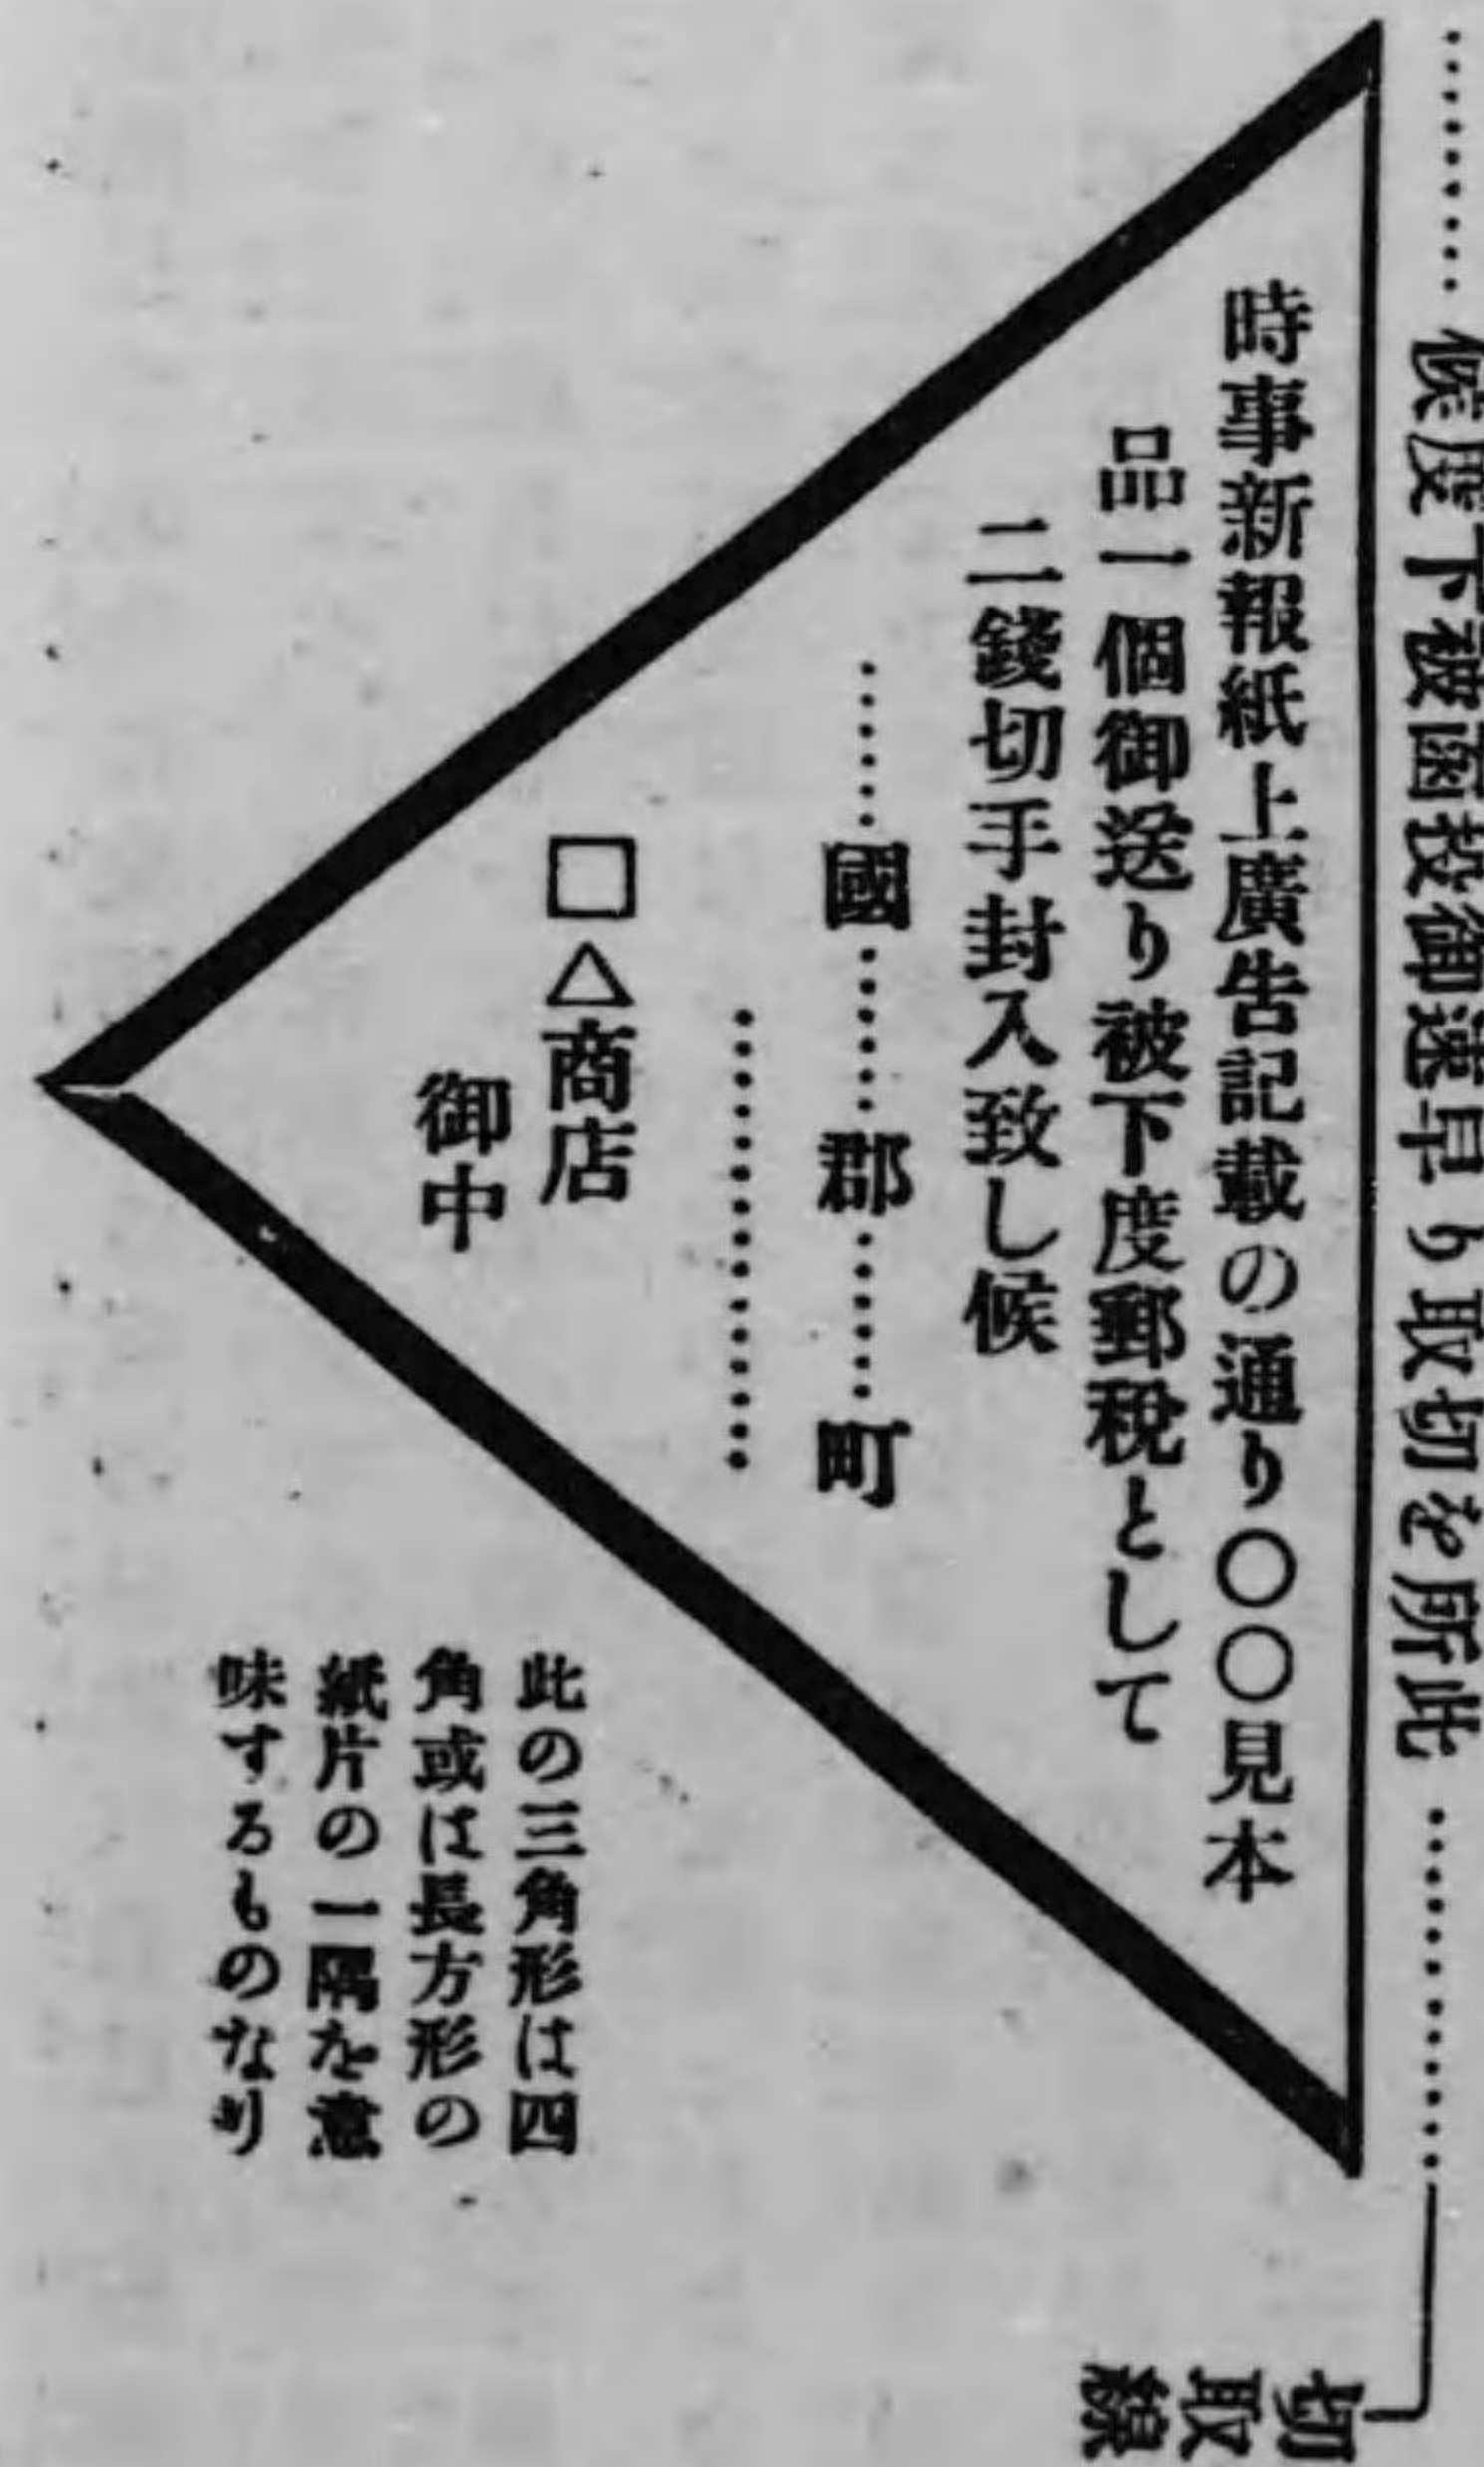 ………此所を切取り早速御投函被下度候………
切取線
時事新報紙上廣告記載の通り〇〇見本
品一個御送り被下度郵税として
二錢切手封入致し候
……國……郡……町
……………
□△商店
御中
此の三角形は四
角或は長方形の
紙片の一隅を意
味するものなり